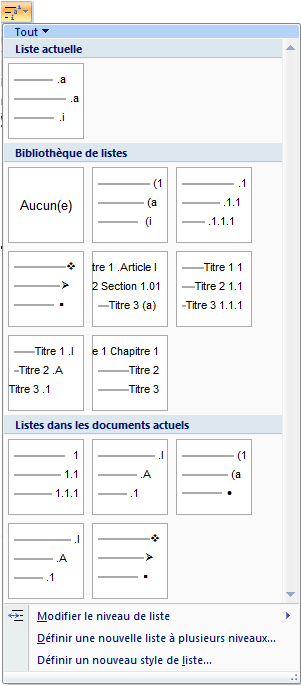 Tout
Liste actuelle
.a
.a
.i
Bibliothèque de listes
Aucun(e)
(1
(a
(i
.1
.1.1
.1.1.1
tre 1 .Article I
2 Section 1.01
Titre 3 (a)
Titre 1 1
Titre 2 1.1
Titre 3 1.1.1
Titre 1 .I
Titre 2 .A
Titre 3 .1
e 1 Chapitre 1
Titre 2
Titre 3
Listes dans les documents actuels
1
1.1
1.1.1
.I
.A
.1
(1
(a
.I
.A
.1
Modifier le niveau de liste
Définir une nouvelle liste à plusieurs niveaux...
Définir un nouveau style de liste...